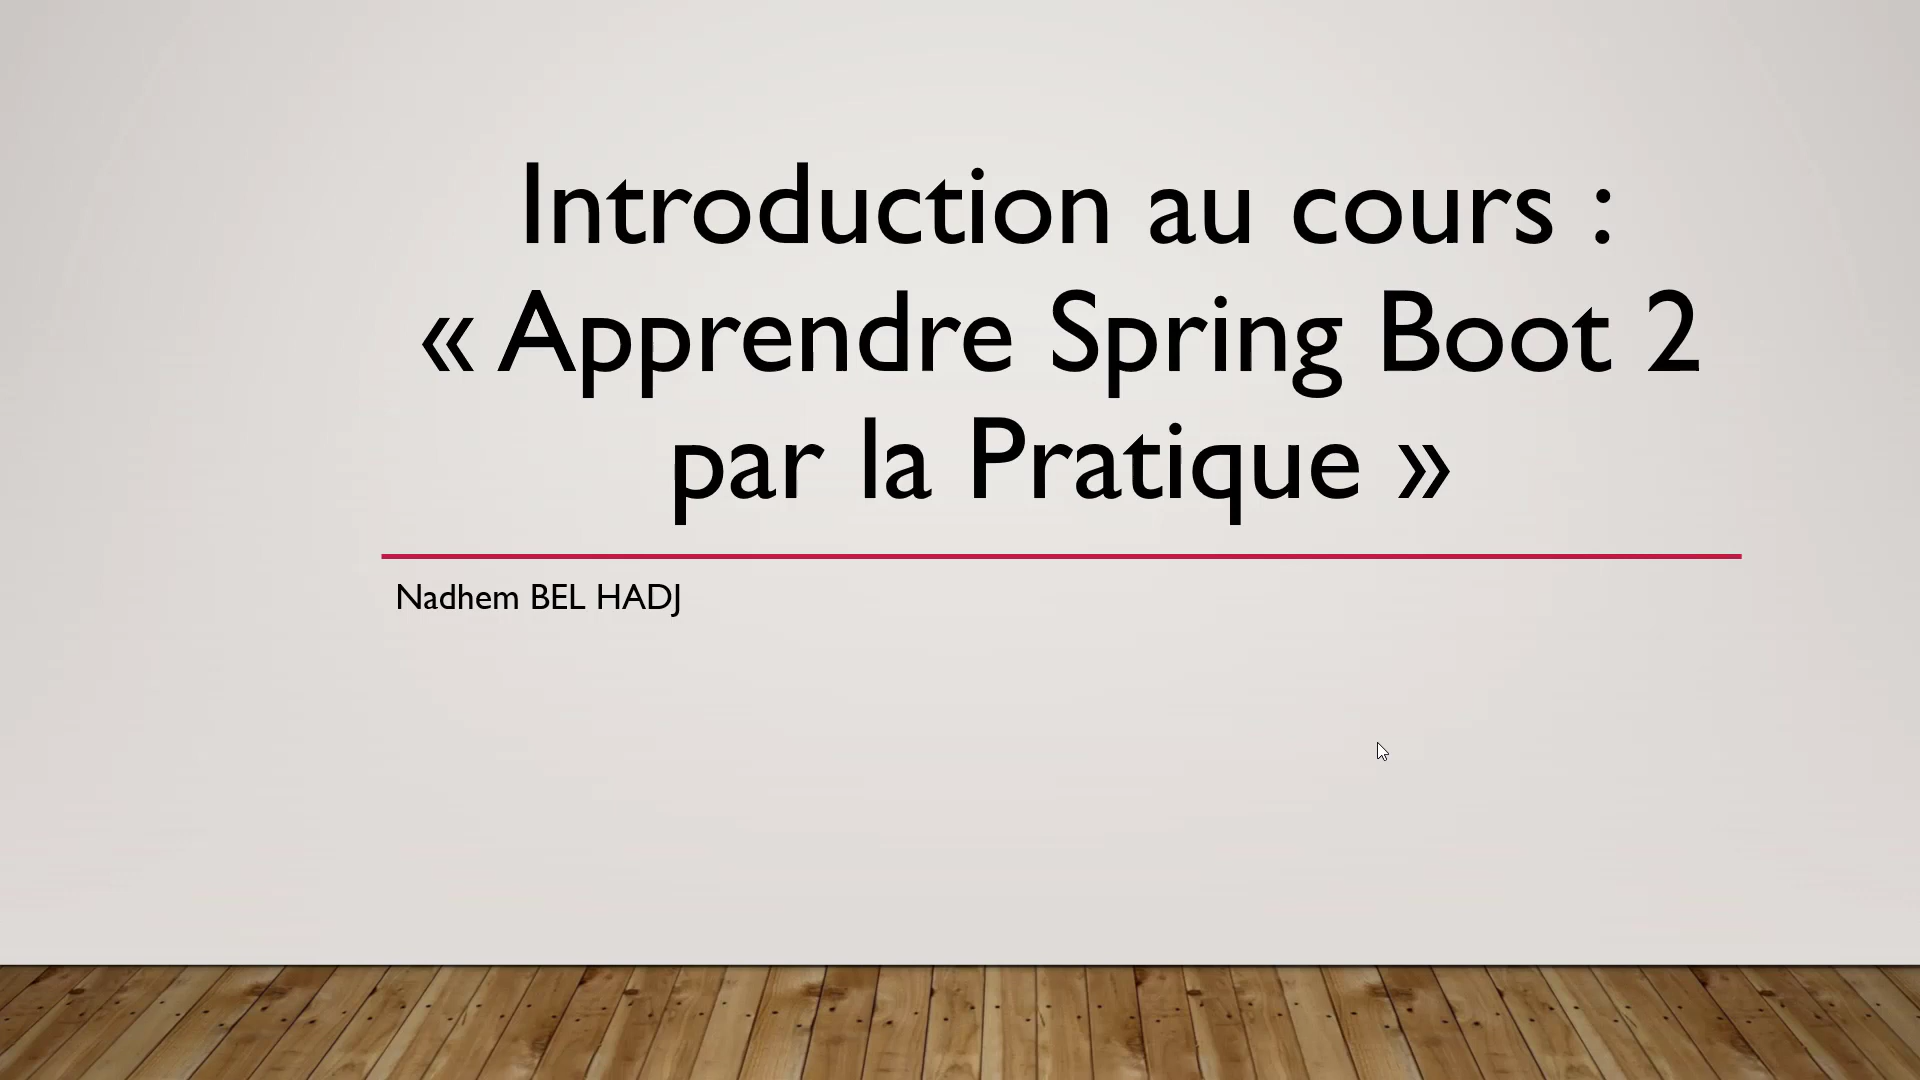 Introduction au cours :
« Apprendre Spring Boot 2
par la Pratique »
Nadhem BEL HADJ